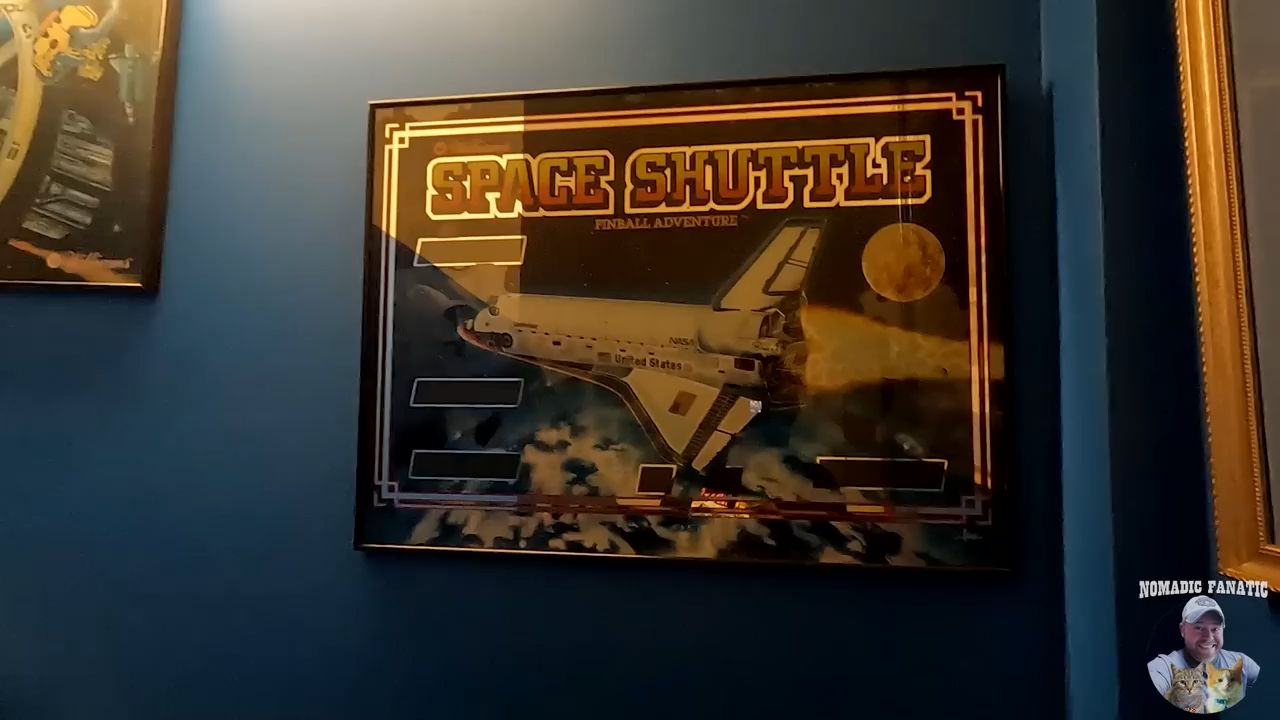 SPACE SHUTTLE
PINBALL ADVENTURE
NASA
United States
NOMADIC FANATIC